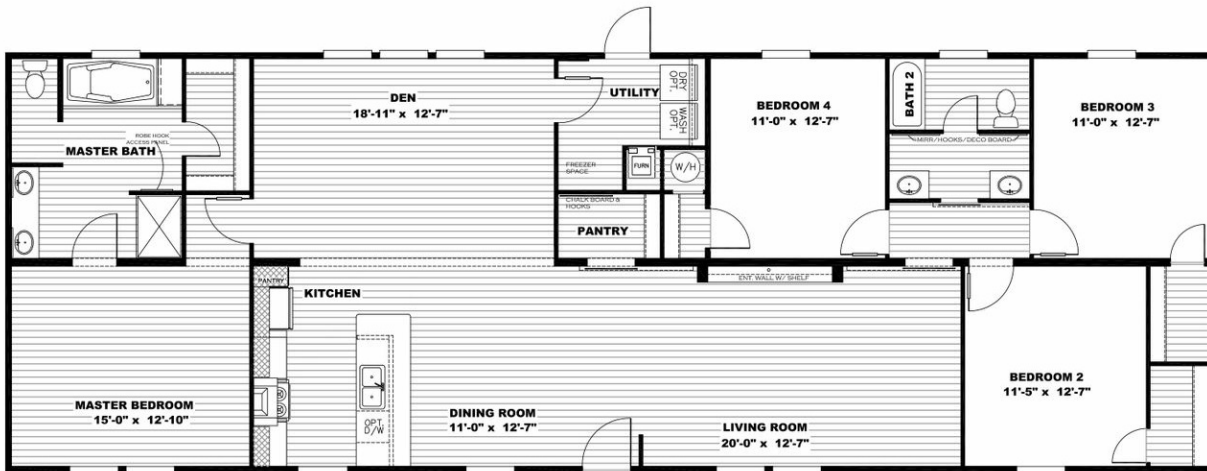 DEN
18'-11" x 12'-7"
UTILITY
DRY
OPT.
WASH
OPT.
BEDROOM 4
11'-0" x 12'-7"
BATH 2
BEDROOM 3
11'-0" x 12'-7"
ROBE HOOK
ACCESS PANEL
MASTER BATH
MIRR/HOOKS/DECO BOARD
FREEZER
SPACE
FURN
W/H
CHALK BOARD &
HOOKS
PANTRY
PANTRY
KITCHEN
ENT. WALL W/ SHELF
MASTER BEDROOM
15'-0" x 12'-10"
OPT.
D/W
DINING ROOM
11'-0" x 12'-7"
LIVING ROOM
20'-0" x 12'-7"
BEDROOM 2
11'-5" x 12'-7"